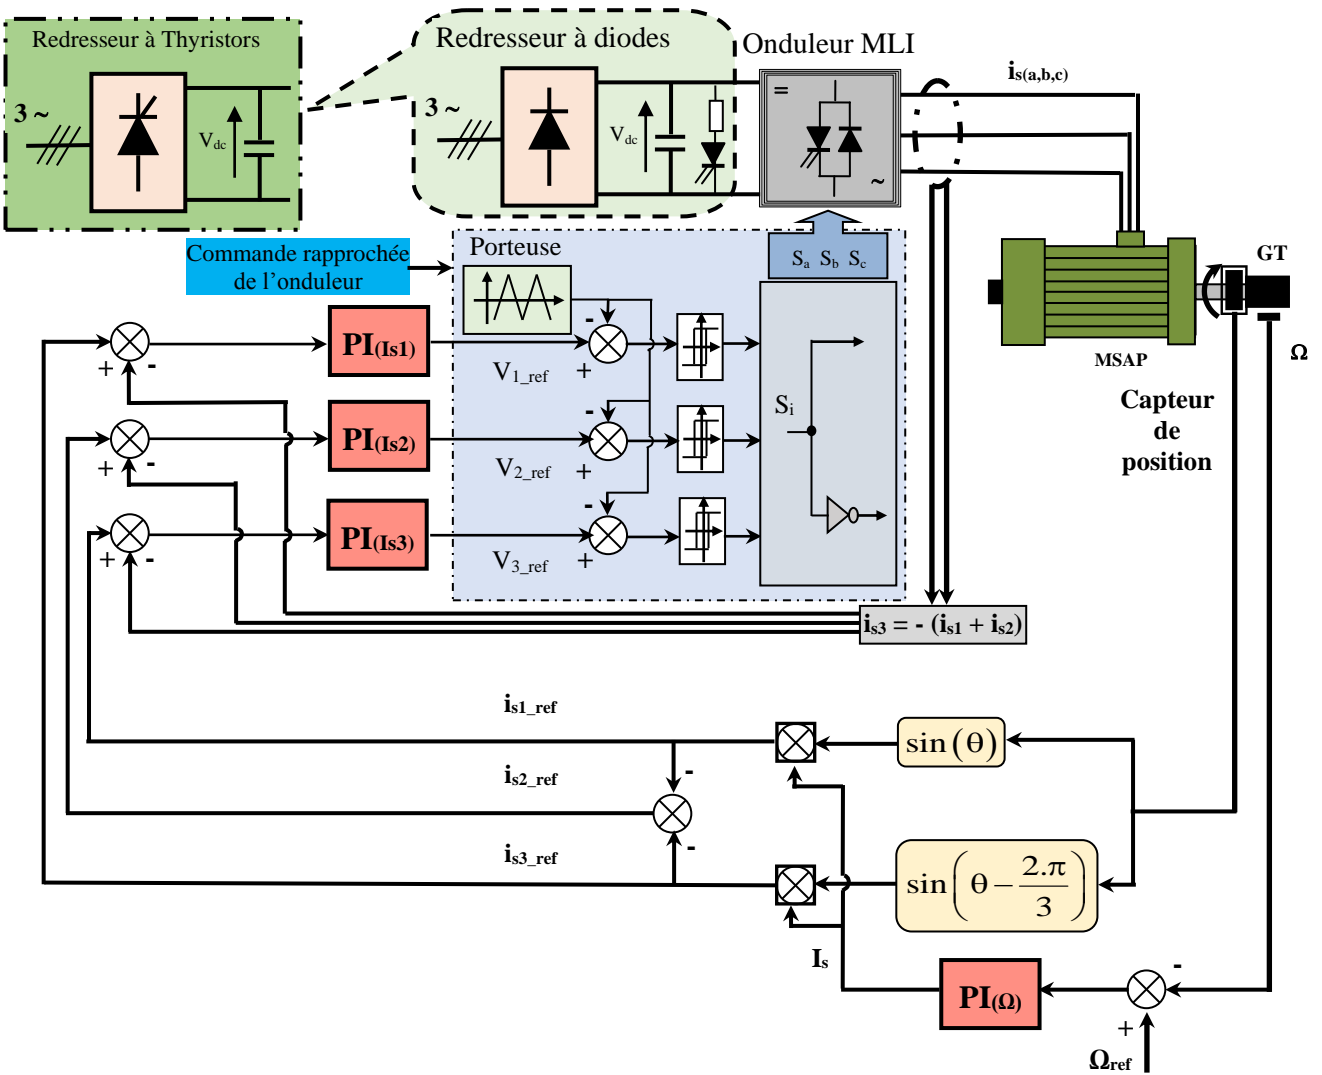 Redresseur à Thyristors
3 ~
Vdc
Redresseur à diodes
3 ~
Vdc
Onduleur MLI
=
~
is(a,b,c)
Commande rapprochée
de l’onduleur
Porteuse
Sa Sb Sc
GT
MSAP
Ω
Capteur
de
position
PI(Is1)
V1_ref
+
-
-
+
PI(Is2)
V2_ref
+
-
-
+
PI(Is3)
V3_ref
+
-
-
+
Si
is3 = - (is1 + is2)
is1_ref
sin(θ)
-
is2_ref
-
is3_ref
sin(θ − 2.π/3)
Is
PI(Ω)
-
+
Ωref